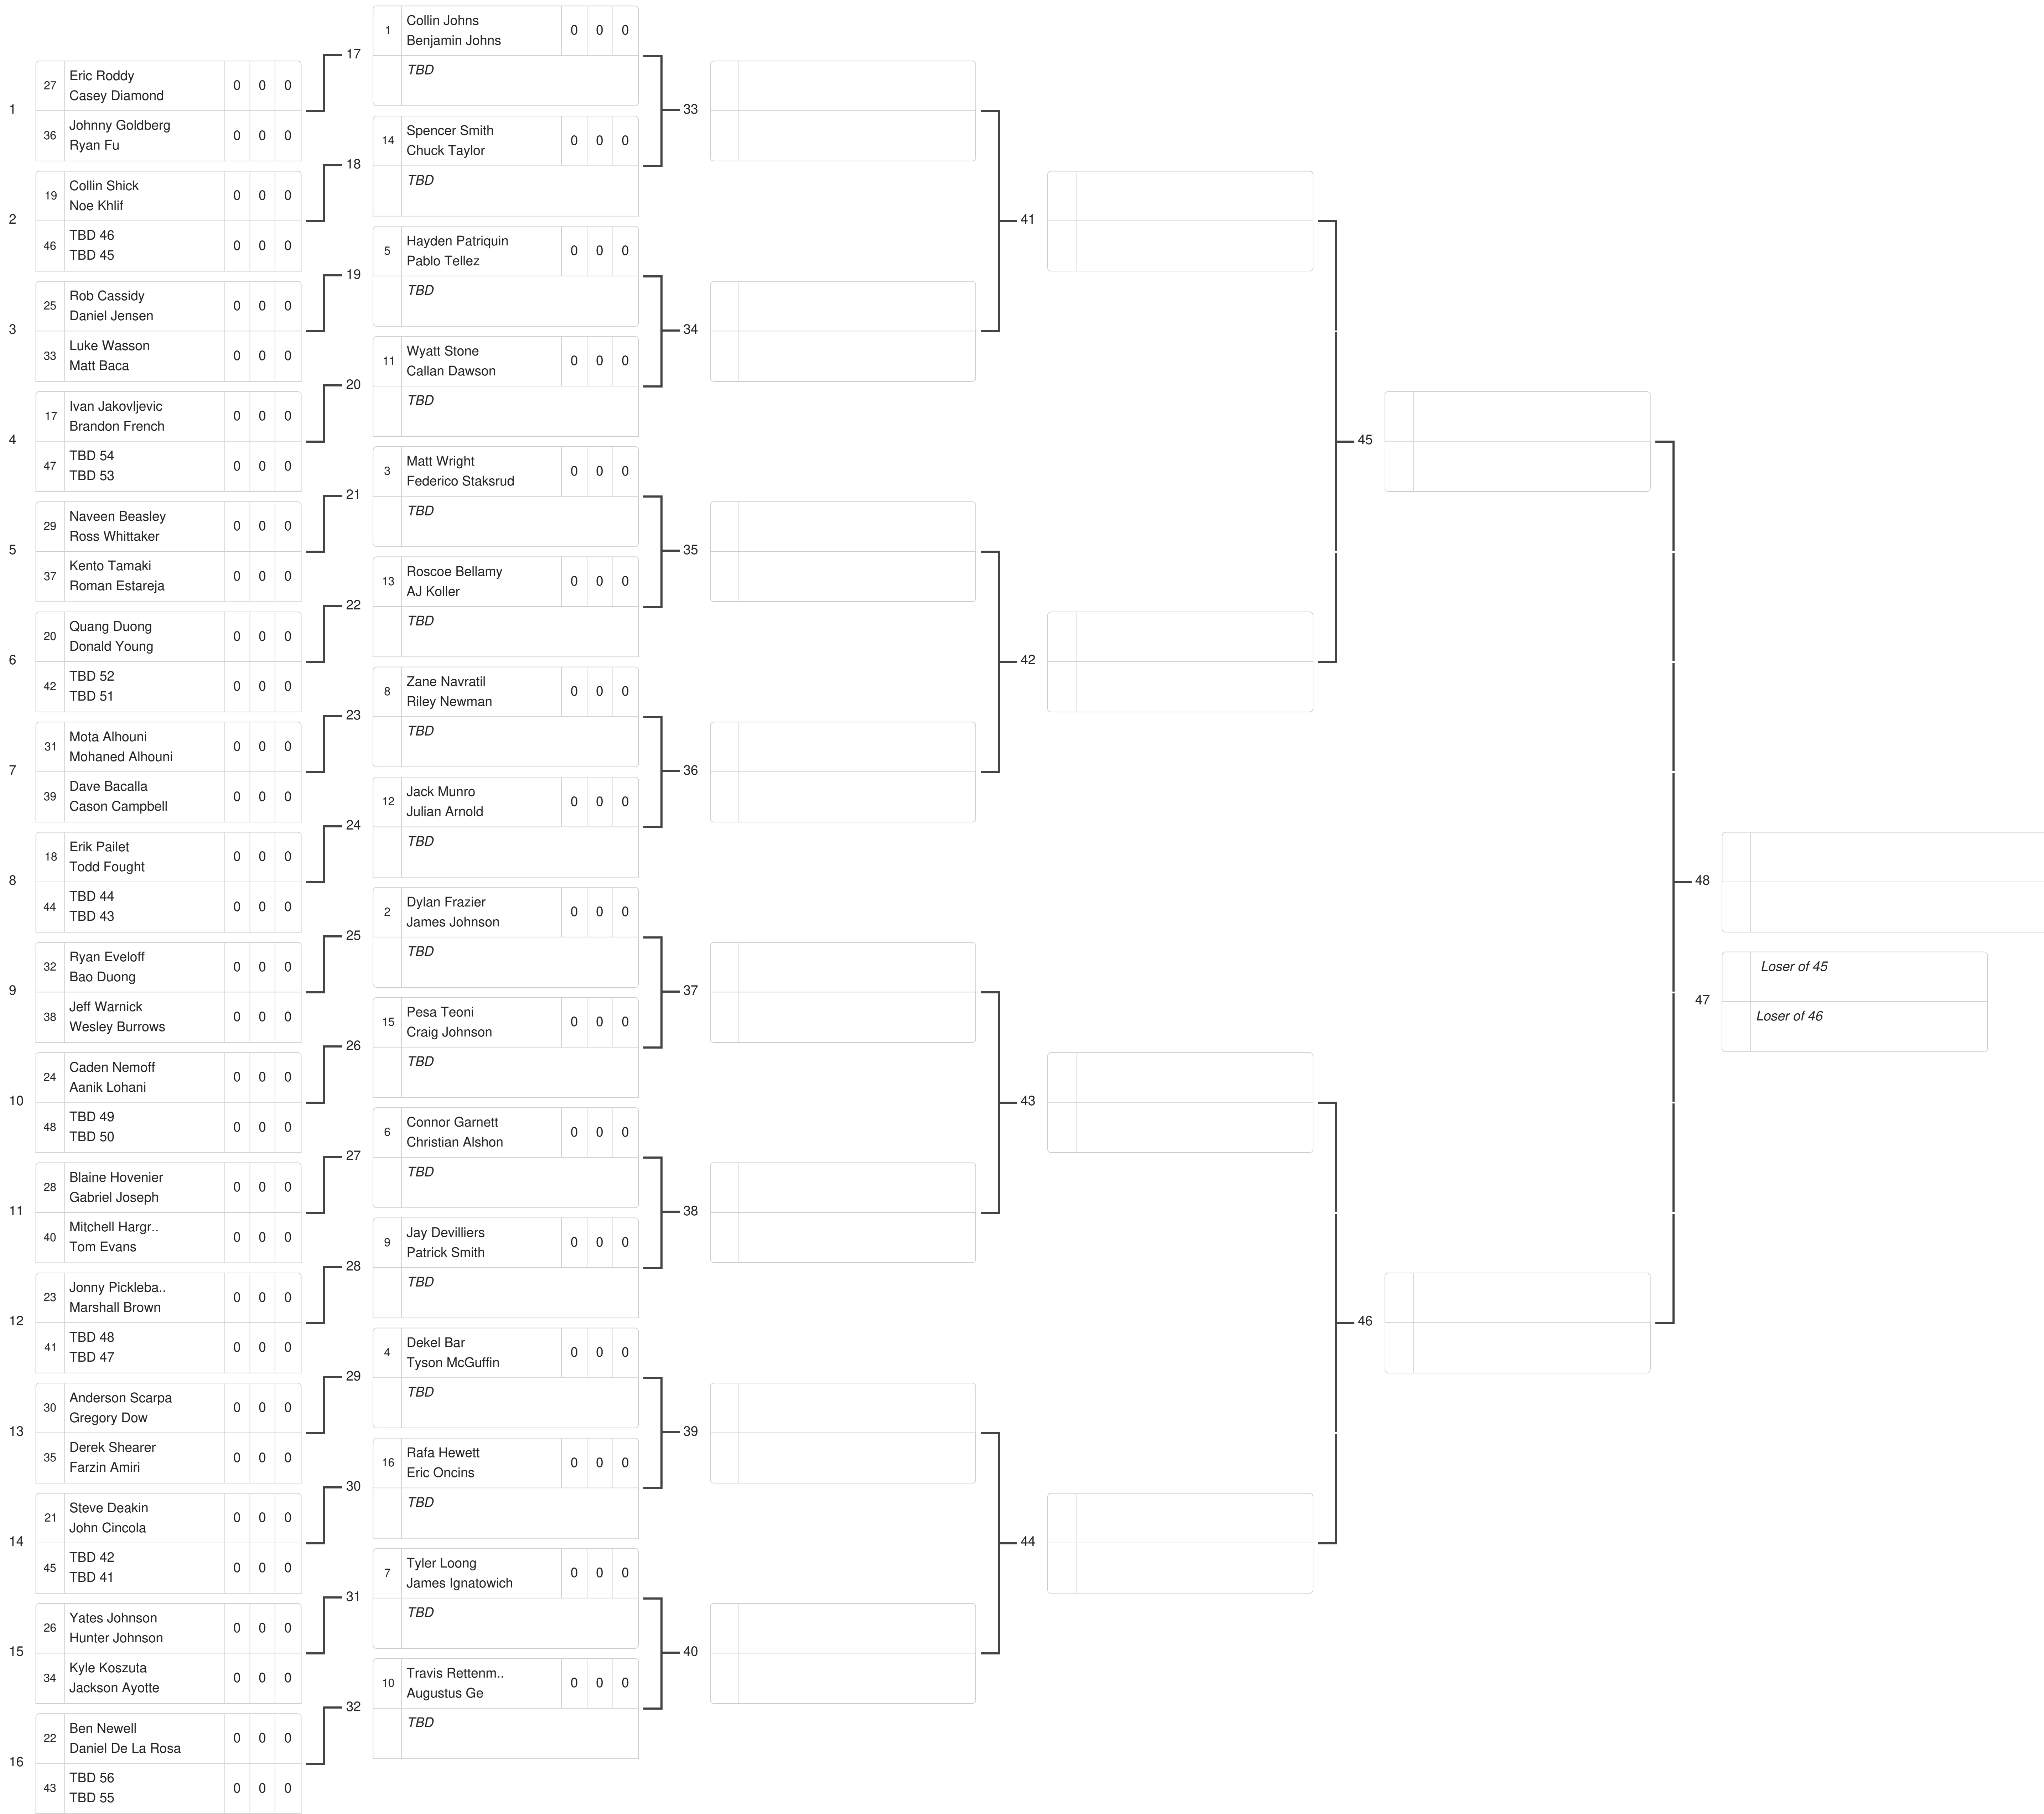 1
27
Eric Roddy
Casey Diamond
0 0 0
36
Johnny Goldberg
Ryan Fu
0 0 0
2
19
Collin Shick
Noe Khlif
0 0 0
46
TBD 46
TBD 45
0 0 0
3
25
Rob Cassidy
Daniel Jensen
0 0 0
33
Luke Wasson
Matt Baca
0 0 0
4
17
Ivan Jakovljevic
Brandon French
0 0 0
47
TBD 54
TBD 53
0 0 0
5
29
Naveen Beasley
Ross Whittaker
0 0 0
37
Kento Tamaki
Roman Estareja
0 0 0
6
20
Quang Duong
Donald Young
0 0 0
42
TBD 52
TBD 51
0 0 0
7
31
Mota Alhouni
Mohaned Alhouni
0 0 0
39
Dave Bacalla
Cason Campbell
0 0 0
8
18
Erik Pailet
Todd Fought
0 0 0
44
TBD 44
TBD 43
0 0 0
9
32
Ryan Eveloff
Bao Duong
0 0 0
38
Jeff Warnick
Wesley Burrows
0 0 0
10
24
Caden Nemoff
Aanik Lohani
0 0 0
48
TBD 49
TBD 50
0 0 0
11
28
Blaine Hovenier
Gabriel Joseph
0 0 0
40
Mitchell Hargr..
Tom Evans
0 0 0
12
23
Jonny Pickleba..
Marshall Brown
0 0 0
41
TBD 48
TBD 47
0 0 0
13
30
Anderson Scarpa
Gregory Dow
0 0 0
35
Derek Shearer
Farzin Amiri
0 0 0
14
21
Steve Deakin
John Cincola
0 0 0
45
TBD 42
TBD 41
0 0 0
15
26
Yates Johnson
Hunter Johnson
0 0 0
34
Kyle Koszuta
Jackson Ayotte
0 0 0
16
22
Ben Newell
Daniel De La Rosa
0 0 0
43
TBD 56
TBD 55
0 0 0
17
1
Collin Johns
Benjamin Johns
0 0 0
TBD
18
14
Spencer Smith
Chuck Taylor
0 0 0
TBD
19
5
Hayden Patriquin
Pablo Tellez
0 0 0
TBD
20
11
Wyatt Stone
Callan Dawson
0 0 0
TBD
21
3
Matt Wright
Federico Staksrud
0 0 0
TBD
22
13
Roscoe Bellamy
AJ Koller
0 0 0
TBD
23
8
Zane Navratil
Riley Newman
0 0 0
TBD
24
12
Jack Munro
Julian Arnold
0 0 0
TBD
25
2
Dylan Frazier
James Johnson
0 0 0
TBD
26
15
Pesa Teoni
Craig Johnson
0 0 0
TBD
27
6
Connor Garnett
Christian Alshon
0 0 0
TBD
28
9
Jay Devilliers
Patrick Smith
0 0 0
TBD
29
4
Dekel Bar
Tyson McGuffin
0 0 0
TBD
30
16
Rafa Hewett
Eric Oncins
0 0 0
TBD
31
7
Tyler Loong
James Ignatowich
0 0 0
TBD
32
10
Travis Rettenm..
Augustus Ge
0 0 0
TBD
33
34
35
36
37
38
39
40
41
42
43
44
45
46
48
47
Loser of 45
Loser of 46